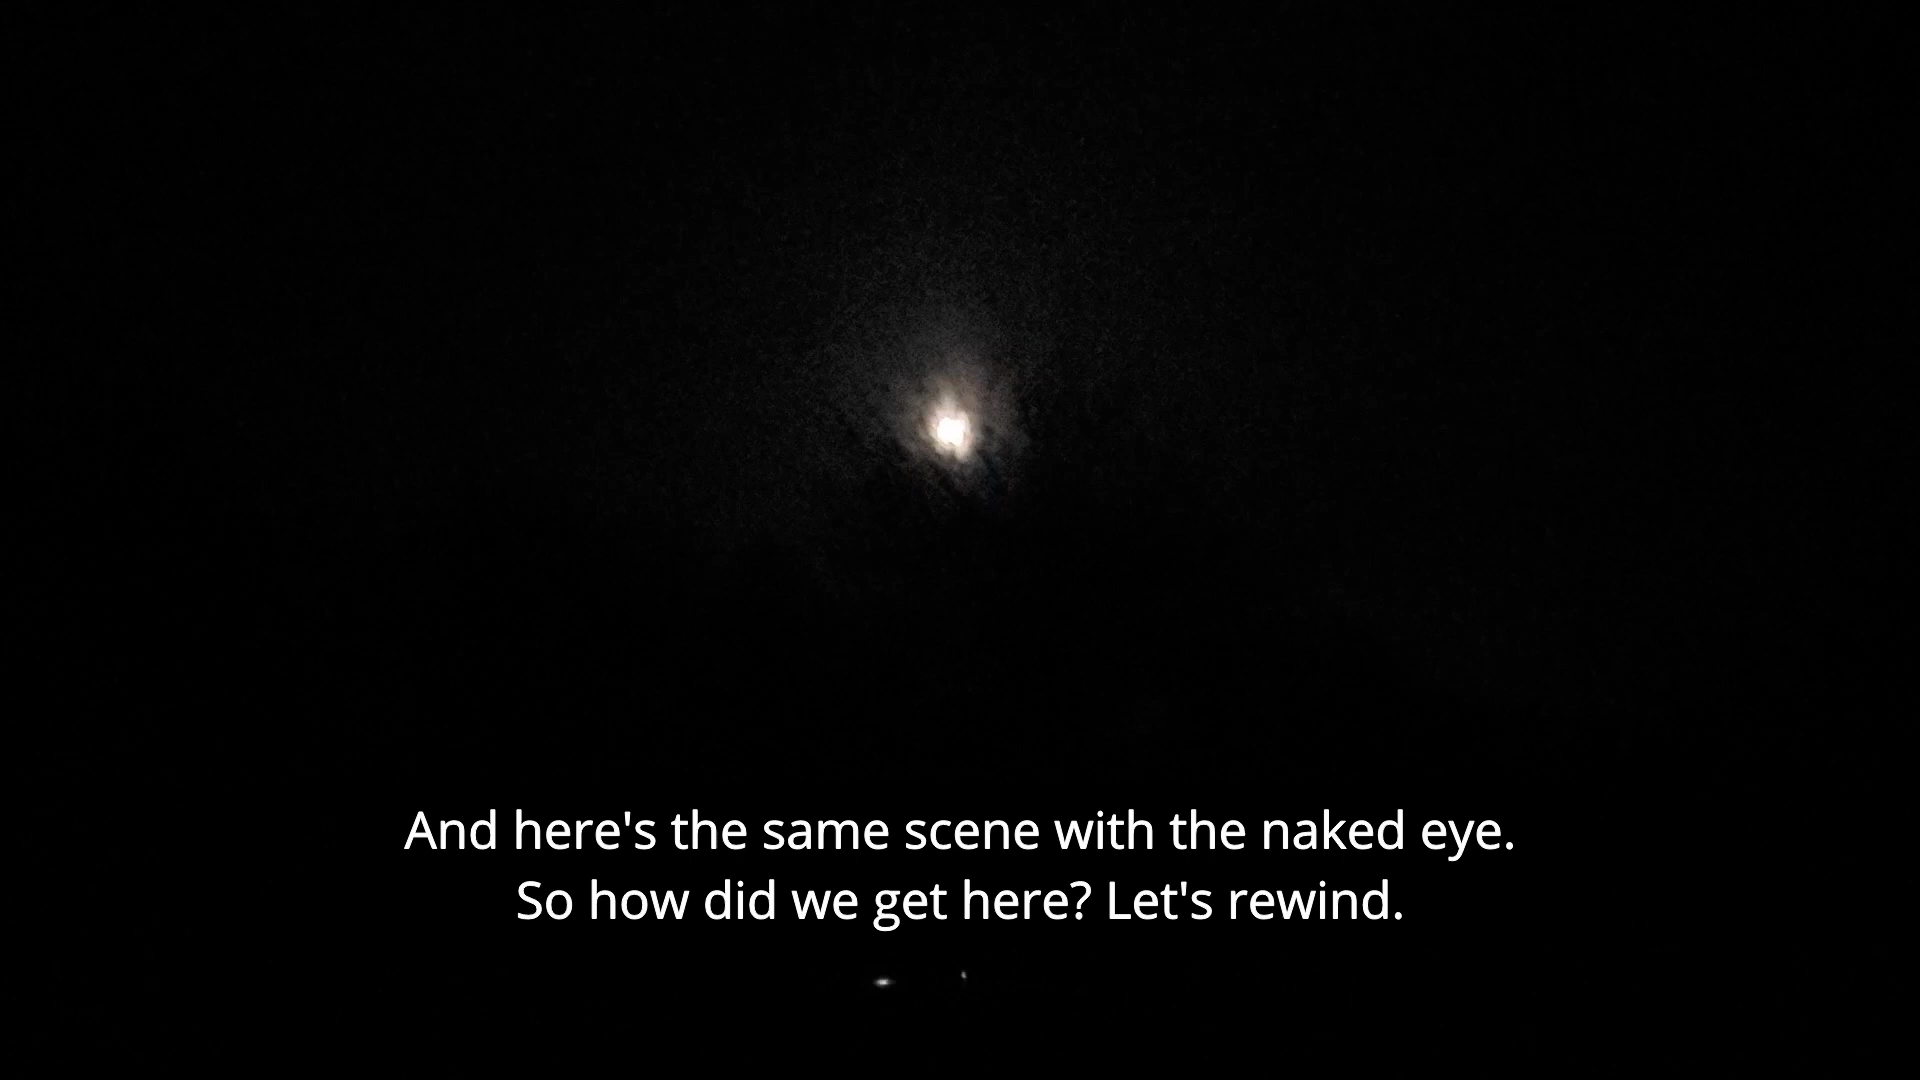 And here's the same scene with the naked eye.
So how did we get here? Let's rewind.